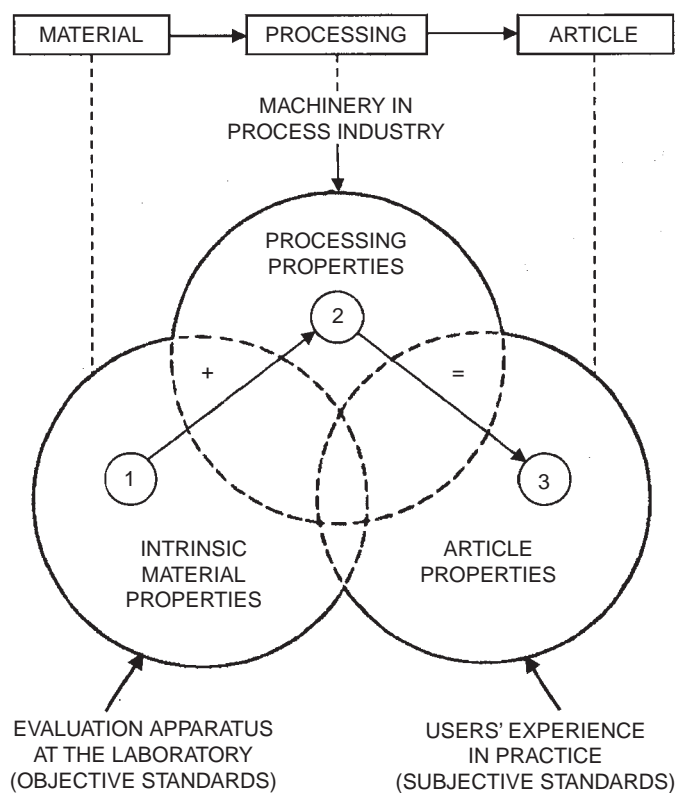 MATERIAL
PROCESSING
ARTICLE
MACHINERY IN
PROCESS INDUSTRY
PROCESSING
PROPERTIES
2
+
=
1
3
INTRINSIC
MATERIAL
PROPERTIES
ARTICLE
PROPERTIES
EVALUATION APPARATUS
AT THE LABORATORY
(OBJECTIVE STANDARDS)
USERS’ EXPERIENCE
IN PRACTICE
(SUBJECTIVE STANDARDS)